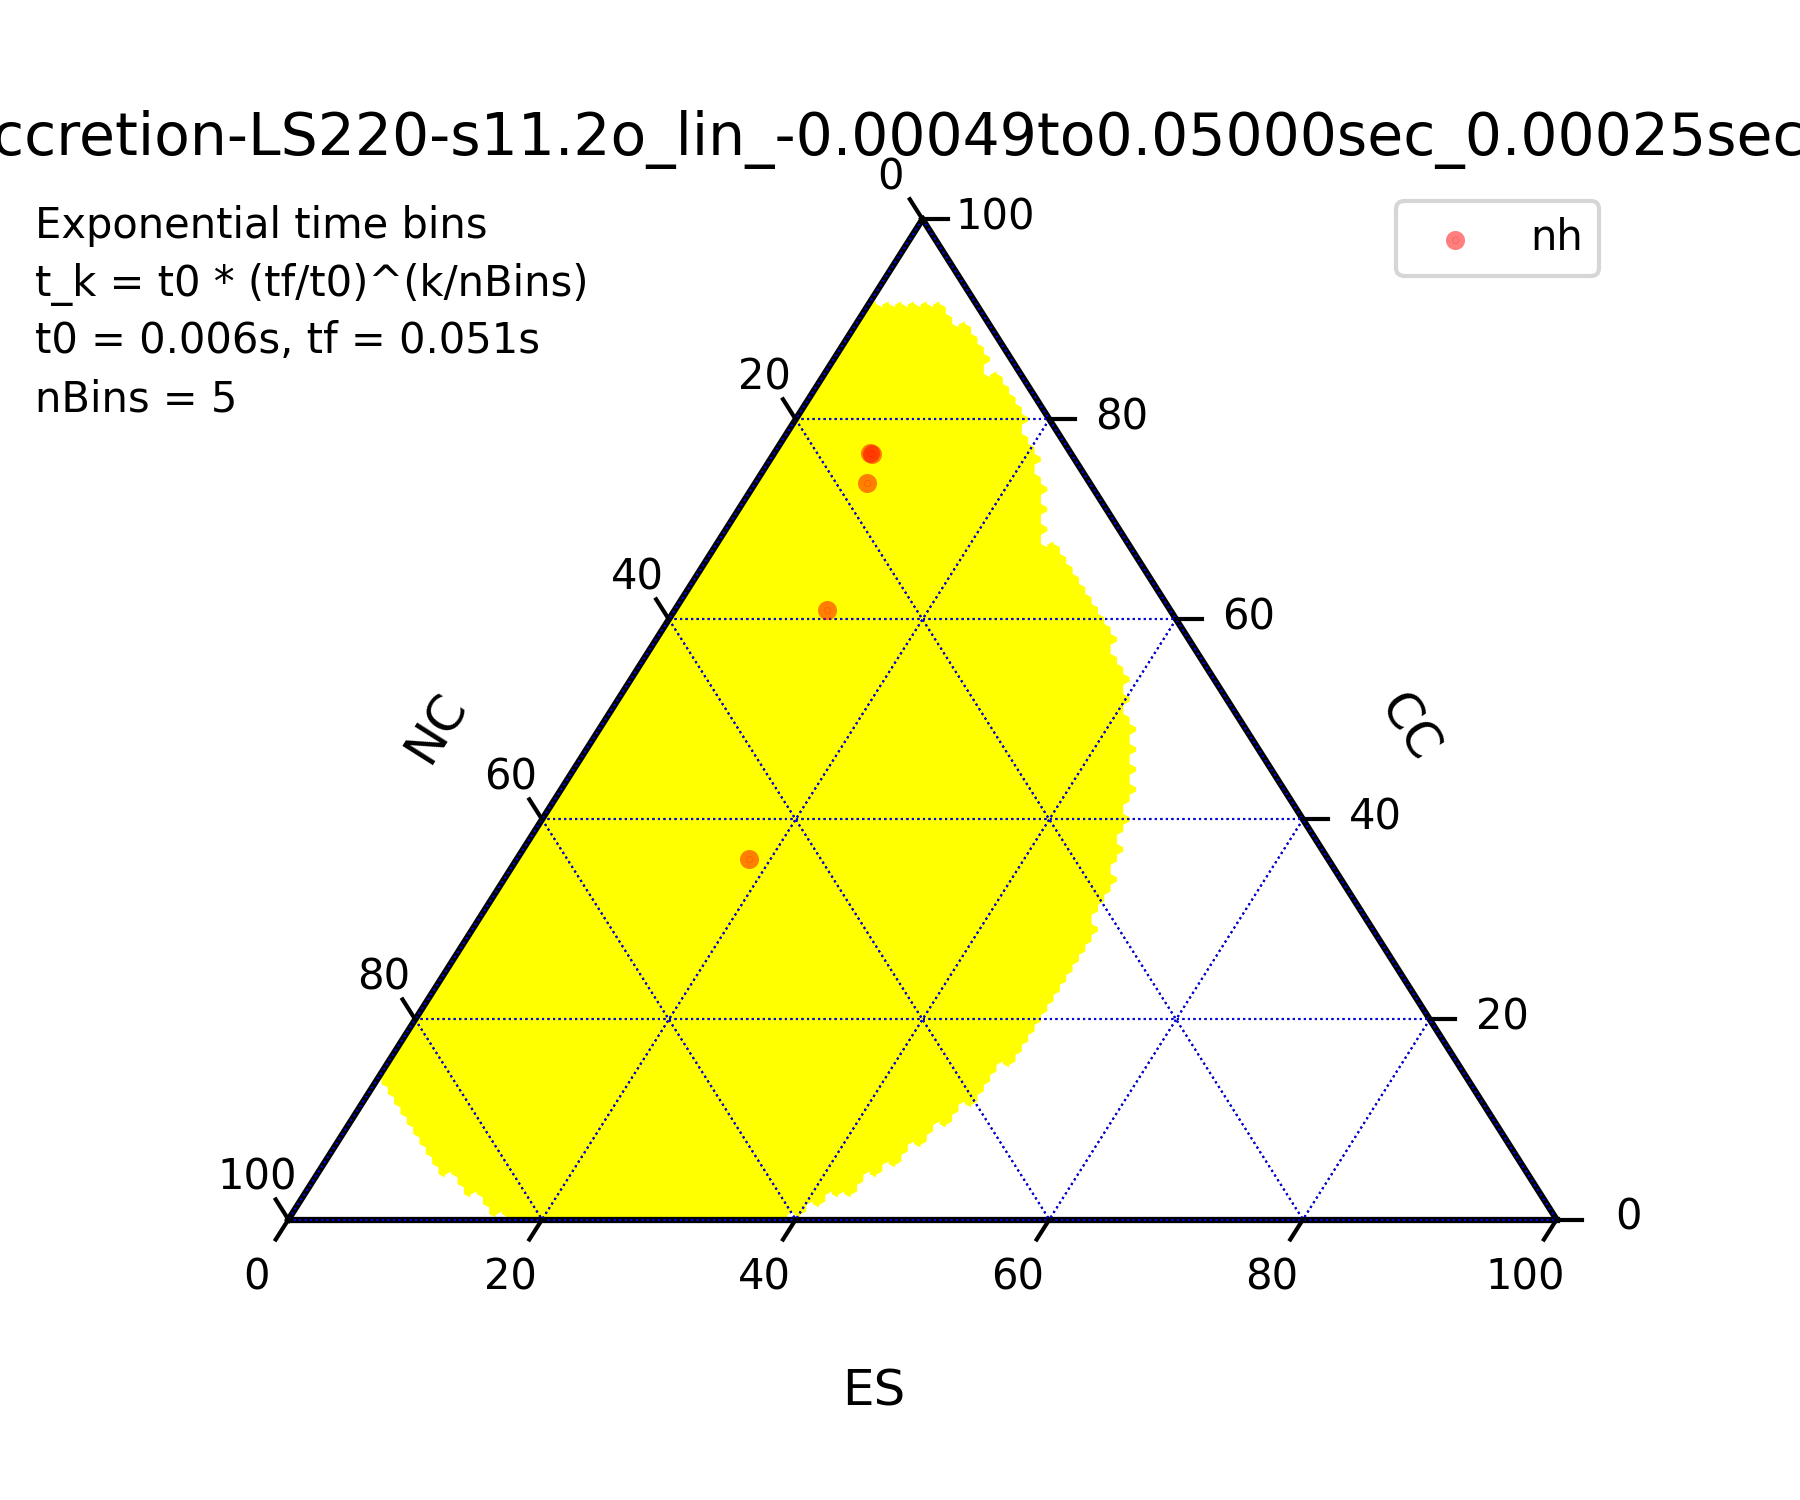 ccretion-LS220-s11.2o_lin_-0.00049to0.05000sec_0.00025sec
Exponential time bins
t_k = t0 * (tf/t0)^(k/nBins)
t0 = 0.006s, tf = 0.051s
nBins = 5
nh
0
100
20
80
40
60
NC
CC
60
40
80
20
100
0
0
20
40
60
80
100
ES